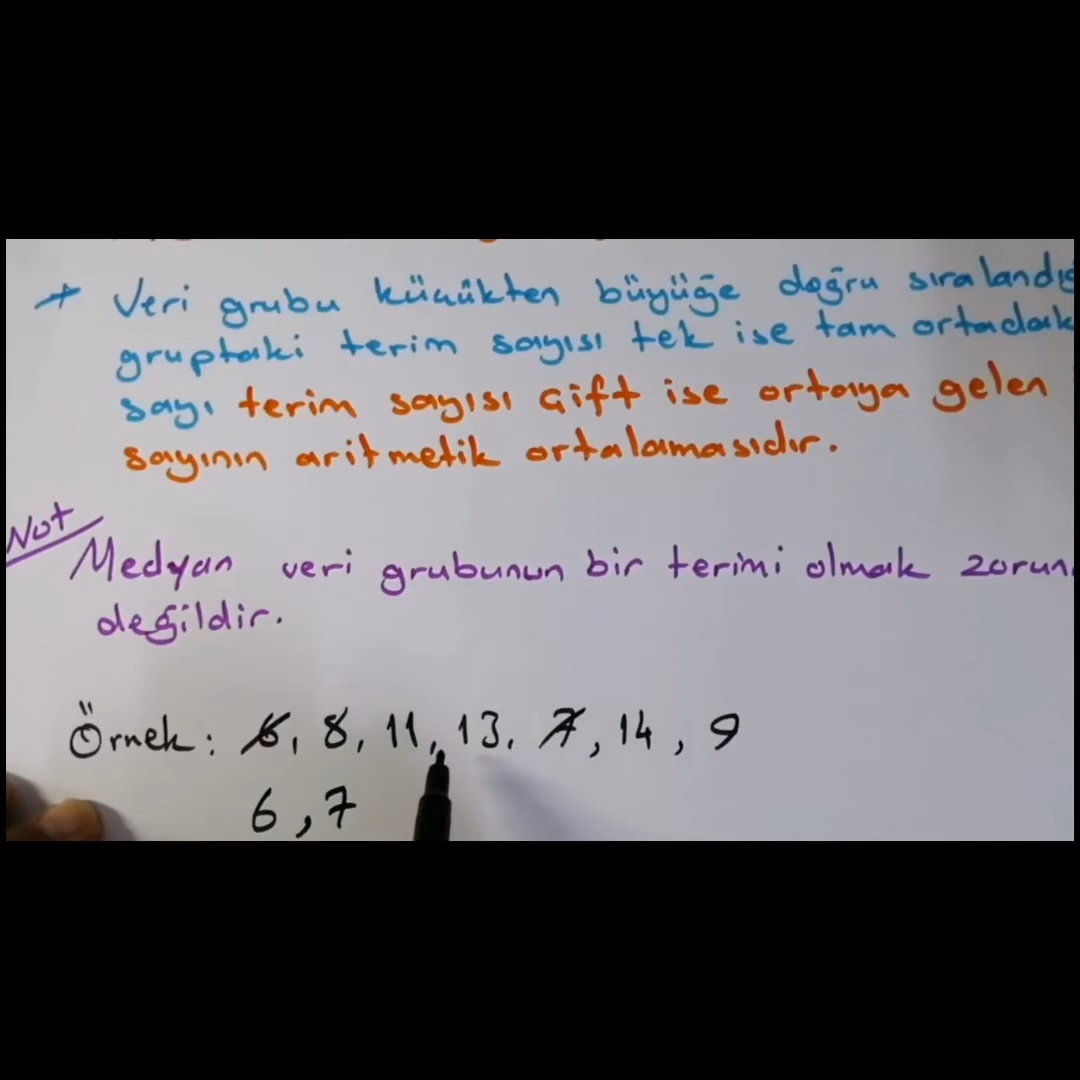 Veri grubu küçükten büyüğe doğru sıralandığ
gruptaki terim sayısı tek ise tam ortadak
sayı terim sayısı çift ise ortaya gelen
sayının aritmetik ortalamasıdır.
Not
Medyan veri grubunun bir terimi olmak zorun
değildir.
Örnek: 6, 8, 11, 13, 7, 14, 9
6, 7